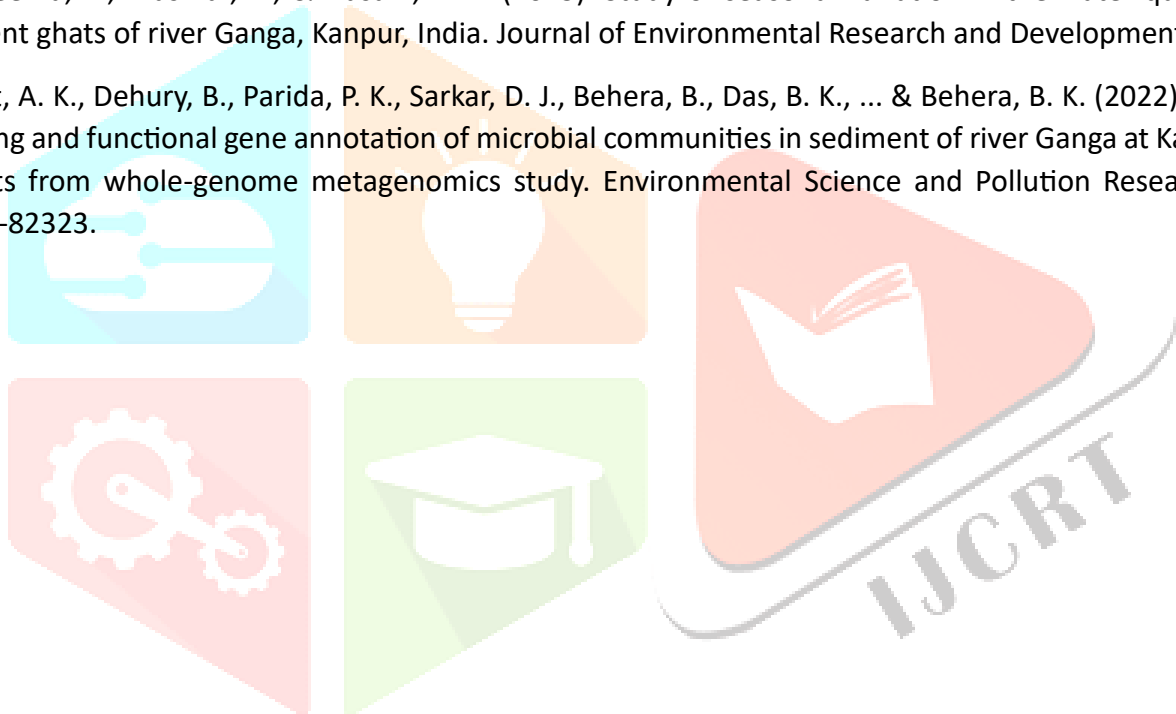 ent ghats of river Ganga, Kanpur, India. Journal of Environmental Research and Development
, A. K., Dehury, B., Parida, P. K., Sarkar, D. J., Behera, B., Das, B. K., ... & Behera, B. K. (2022)
ng and functional gene annotation of microbial communities in sediment of river Ganga at Ka
ts from whole-genome metagenomics study. Environmental Science and Pollution Resea
-82323.
IJCRT